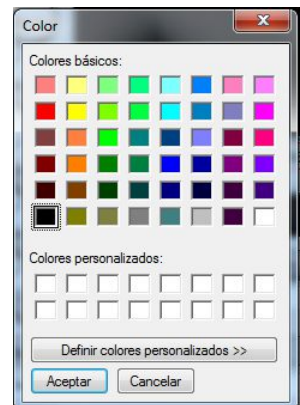 Color
Colores básicos:
Colores personalizados:
Definir colores personalizados >>
Aceptar
Cancelar